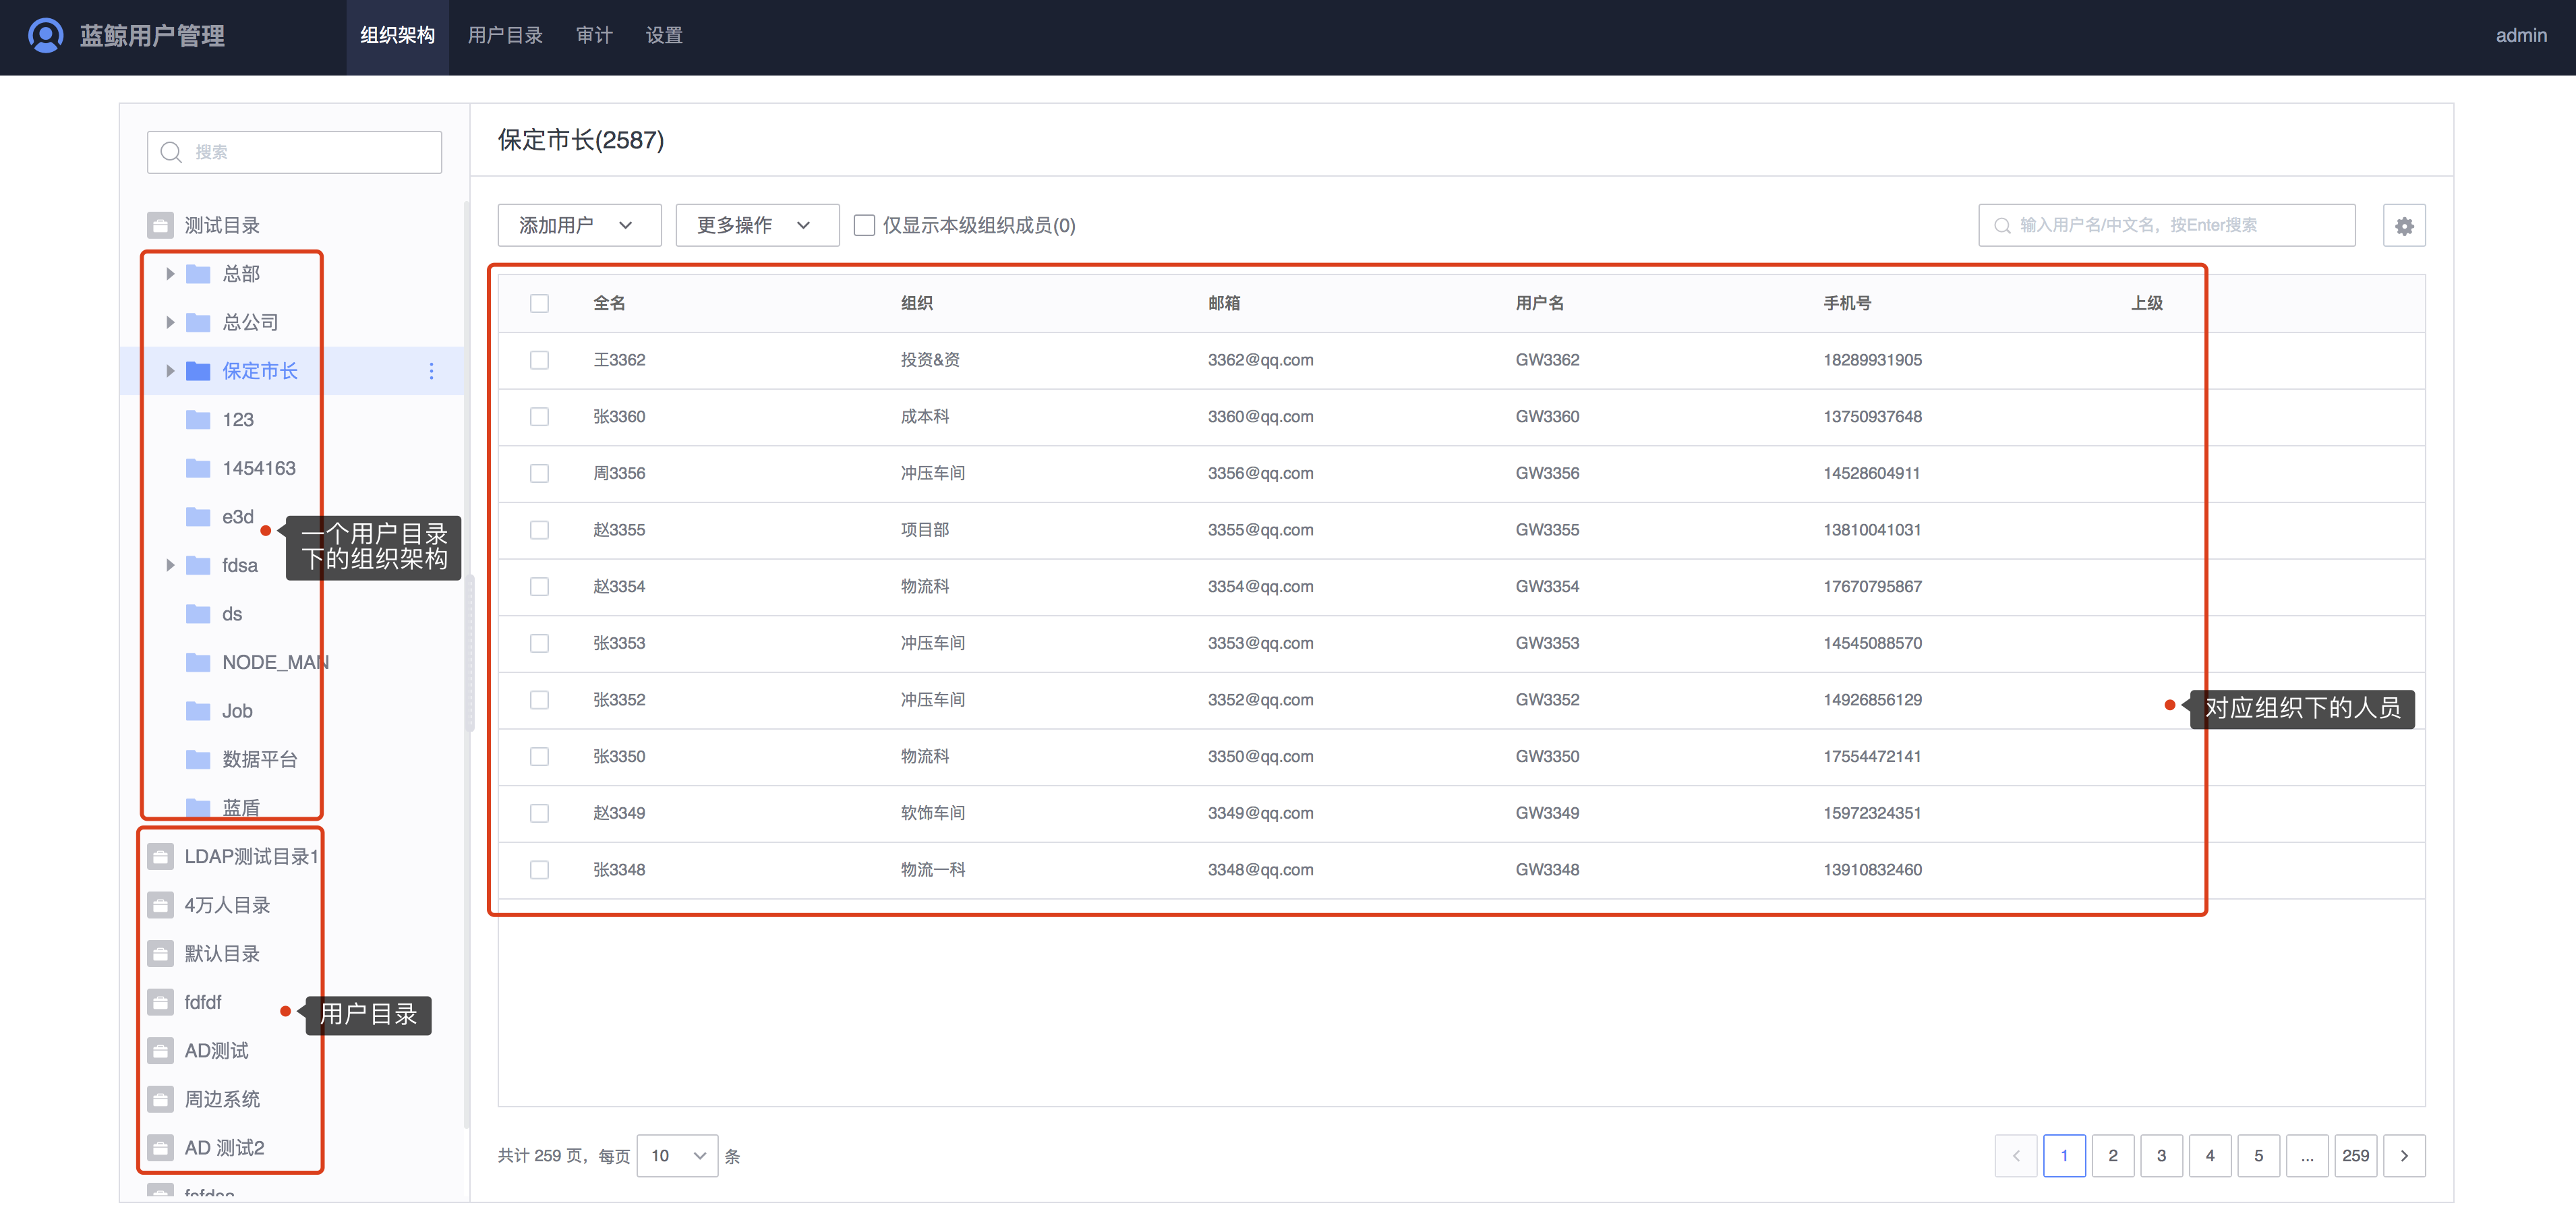 蓝鲸用户管理
组织架构
用户目录
审计
设置
admin
搜索
测试目录
总部
总公司
保定市长
123
1454163
e3d
一个用户目录
下的组织架构
fdsa
ds
NODE_MAN
Job
数据平台
蓝盾
LDAP测试目录1
4万人目录
默认目录
fdfdf
用户目录
AD测试
周边系统
AD 测试2
fsfdsa
保定市长(2587)
添加用户
更多操作
仅显示本级组织成员(0)
输入用户名/中文名，按Enter搜索
全名 组织 邮箱 用户名 手机号 上级
王3362 投资&资 3362@qq.com GW3362 18289931905
张3360 成本科 3360@qq.com GW3360 13750937648
周3356 冲压车间 3356@qq.com GW3356 14528604911
赵3355 项目部 3355@qq.com GW3355 13810041031
赵3354 物流科 3354@qq.com GW3354 17670795867
张3353 冲压车间 3353@qq.com GW3353 14545088570
张3352 冲压车间 3352@qq.com GW3352 14926856129
对应组织下的人员
张3350 物流科 3350@qq.com GW3350 17554472141
赵3349 软饰车间 3349@qq.com GW3349 15972324351
张3348 物流一科 3348@qq.com GW3348 13910832460
共计 259 页，每页 10 条
1 2 3 4 5 ... 259